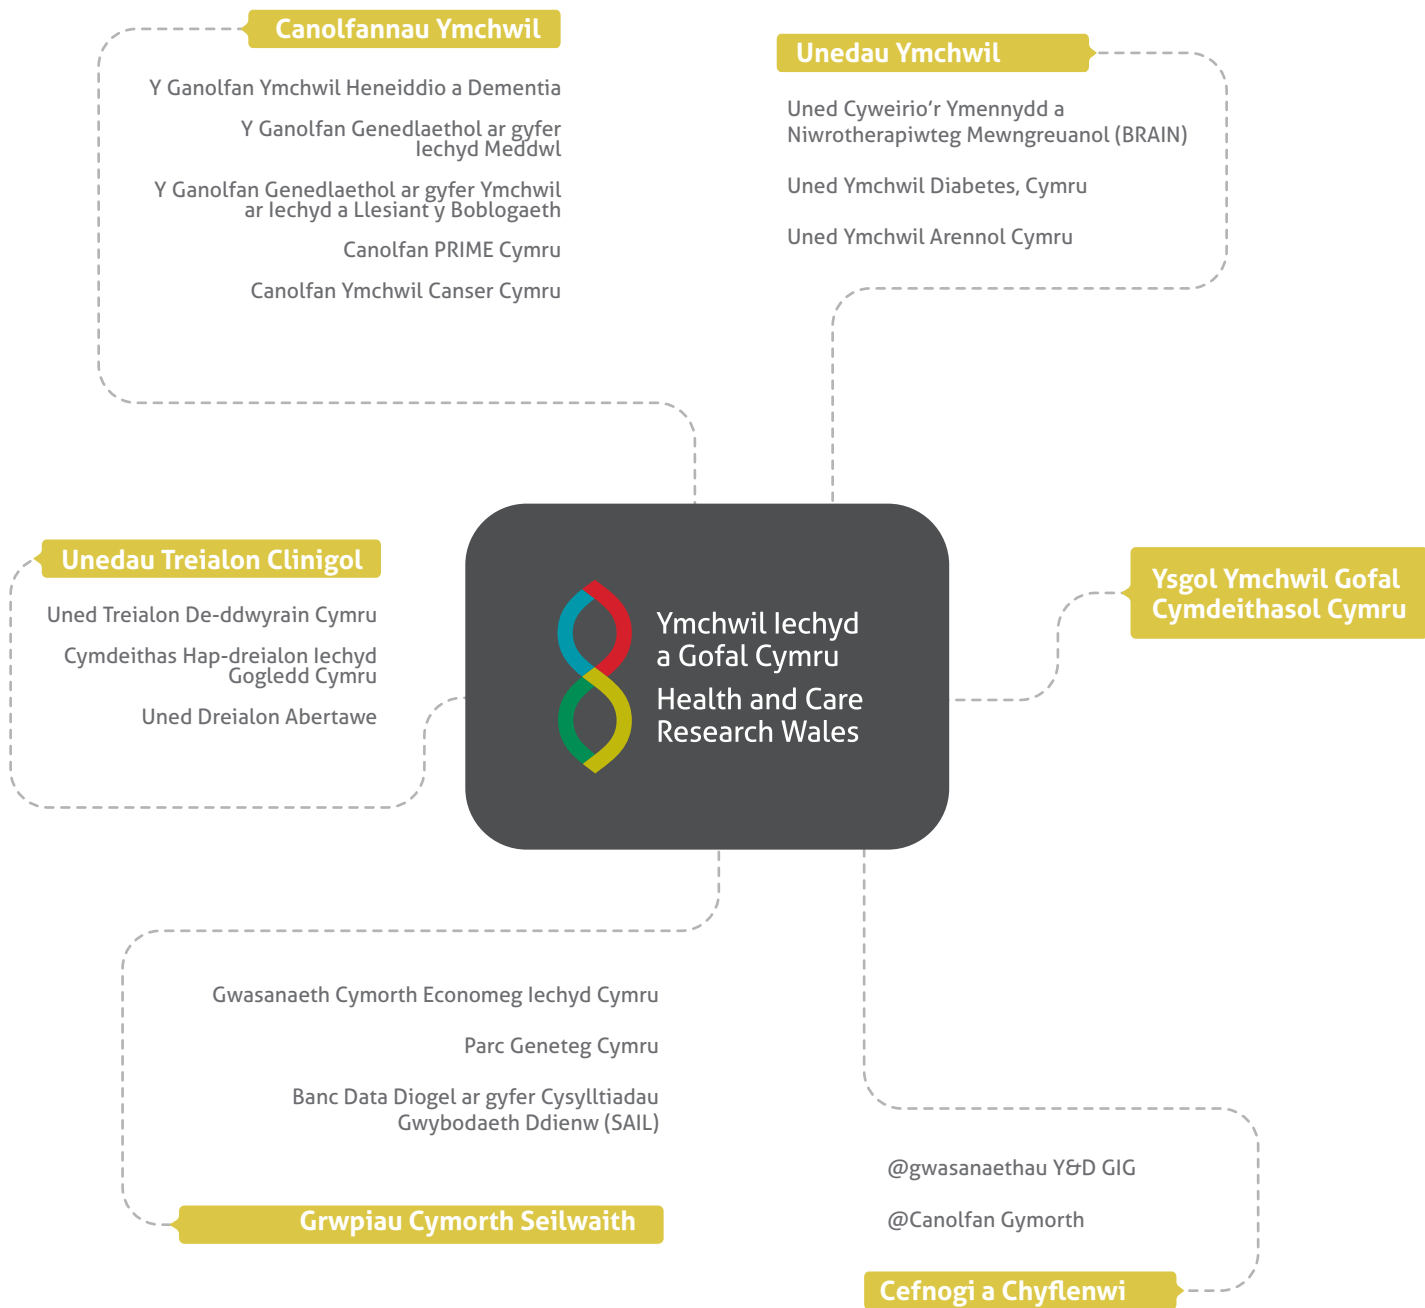 Canolfannau Ymchwil
Y Ganolfan Ymchwil Heneiddio a Dementia
Y Ganolfan Genedlaethol ar gyfer
Iechyd Meddwl
Y Ganolfan Genedlaethol ar gyfer Ymchwil
ar Iechyd a Llesiant y Boblogaeth
Canolfan PRIME Cymru
Canolfan Ymchwil Canser Cymru
Unedau Ymchwil
Uned Cyweirio’r Ymennydd a
Niwrotherapiwteg Mewngreuanol (BRAIN)
Uned Ymchwil Diabetes, Cymru
Uned Ymchwil Arennol Cymru
Unedau Treialon Clinigol
Uned Treialon De-ddwyrain Cymru
Cymdeithas Hap-dreialon Iechyd
Gogledd Cymru
Uned Dreialon Abertawe
Ymchwil Iechyd
a Gofal Cymru
Health and Care
Research Wales
Ysgol Ymchwil Gofal
Cymdeithasol Cymru
Gwasanaeth Cymorth Economeg Iechyd Cymru
Parc Geneteg Cymru
Banc Data Diogel ar gyfer Cysylltiadau
Gwybodaeth Ddienw (SAIL)
Grwpiau Cymorth Seilwaith
@gwasanaethau Y&D GIG
@Canolfan Gymorth
Cefnogi a Chyflenwi